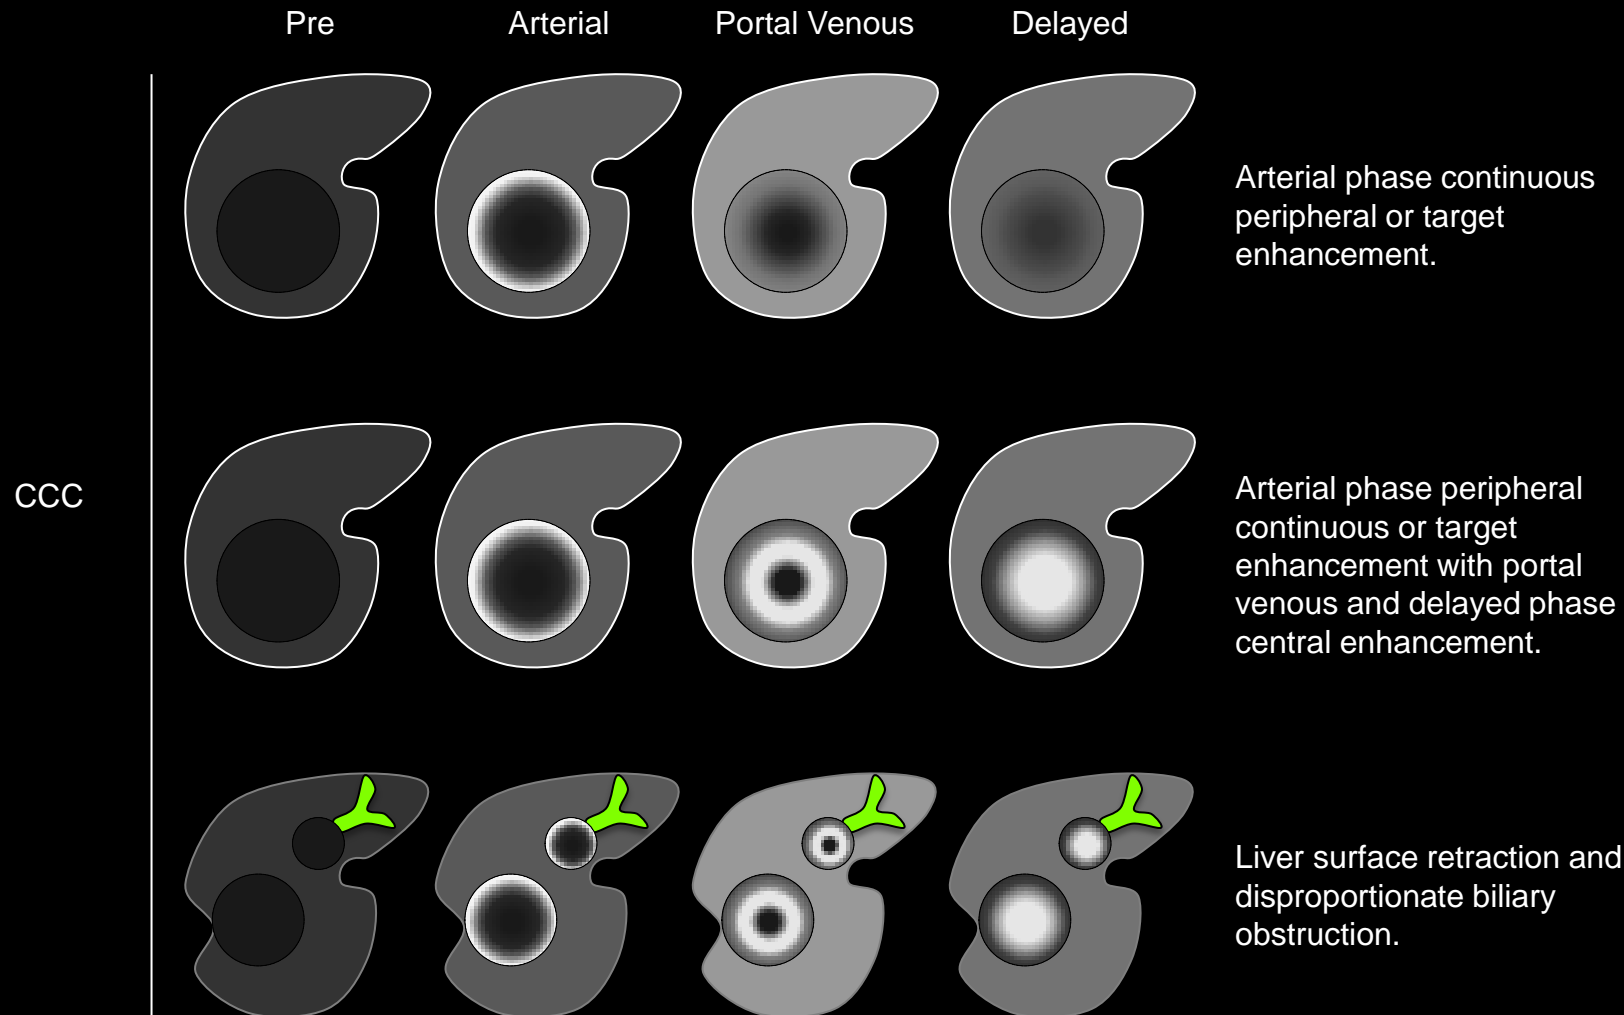 Pre
Arterial
Portal Venous
Delayed
Arterial phase continuous
peripheral or target
enhancement.
CCC
Arterial phase peripheral
continuous or target
enhancement with portal
venous and delayed phase
central enhancement.
Liver surface retraction and
disproportionate biliary
obstruction.